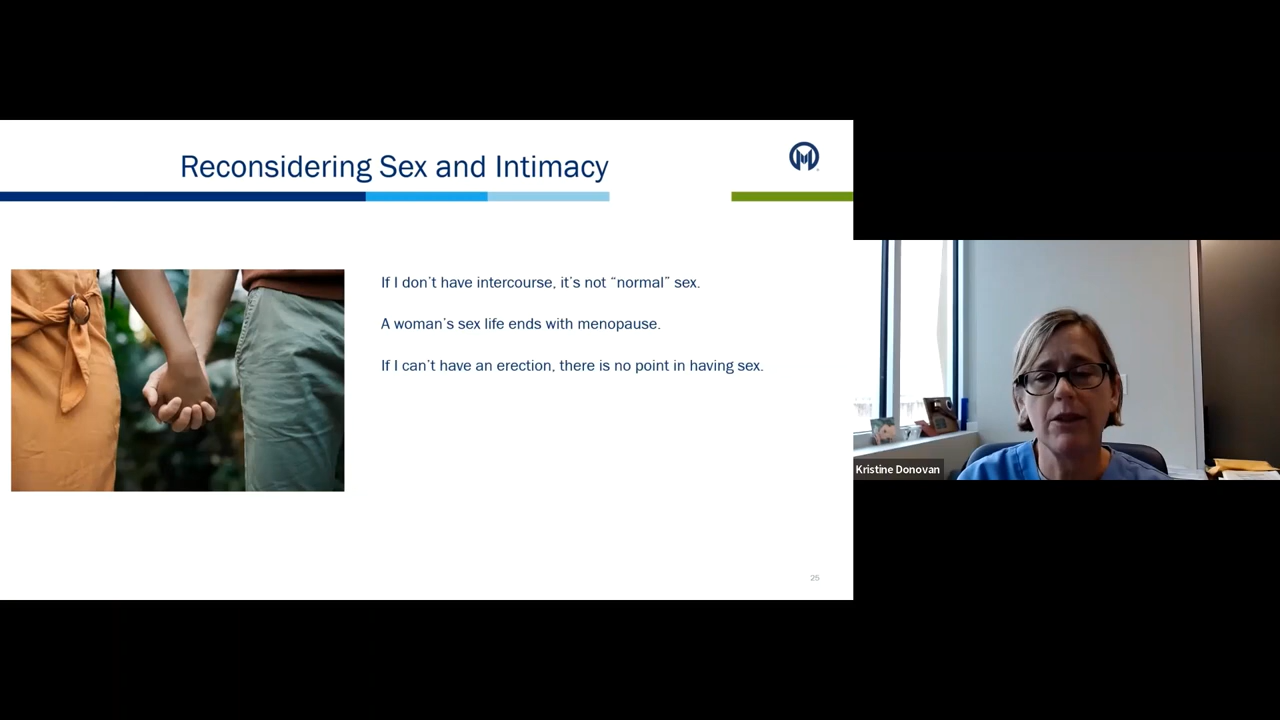 Reconsidering Sex and Intimacy
If I don't have intercourse, it's not “normal” sex.
A woman's sex life ends with menopause.
If I can't have an erection, there is no point in having sex.
25
Kristine Donovan